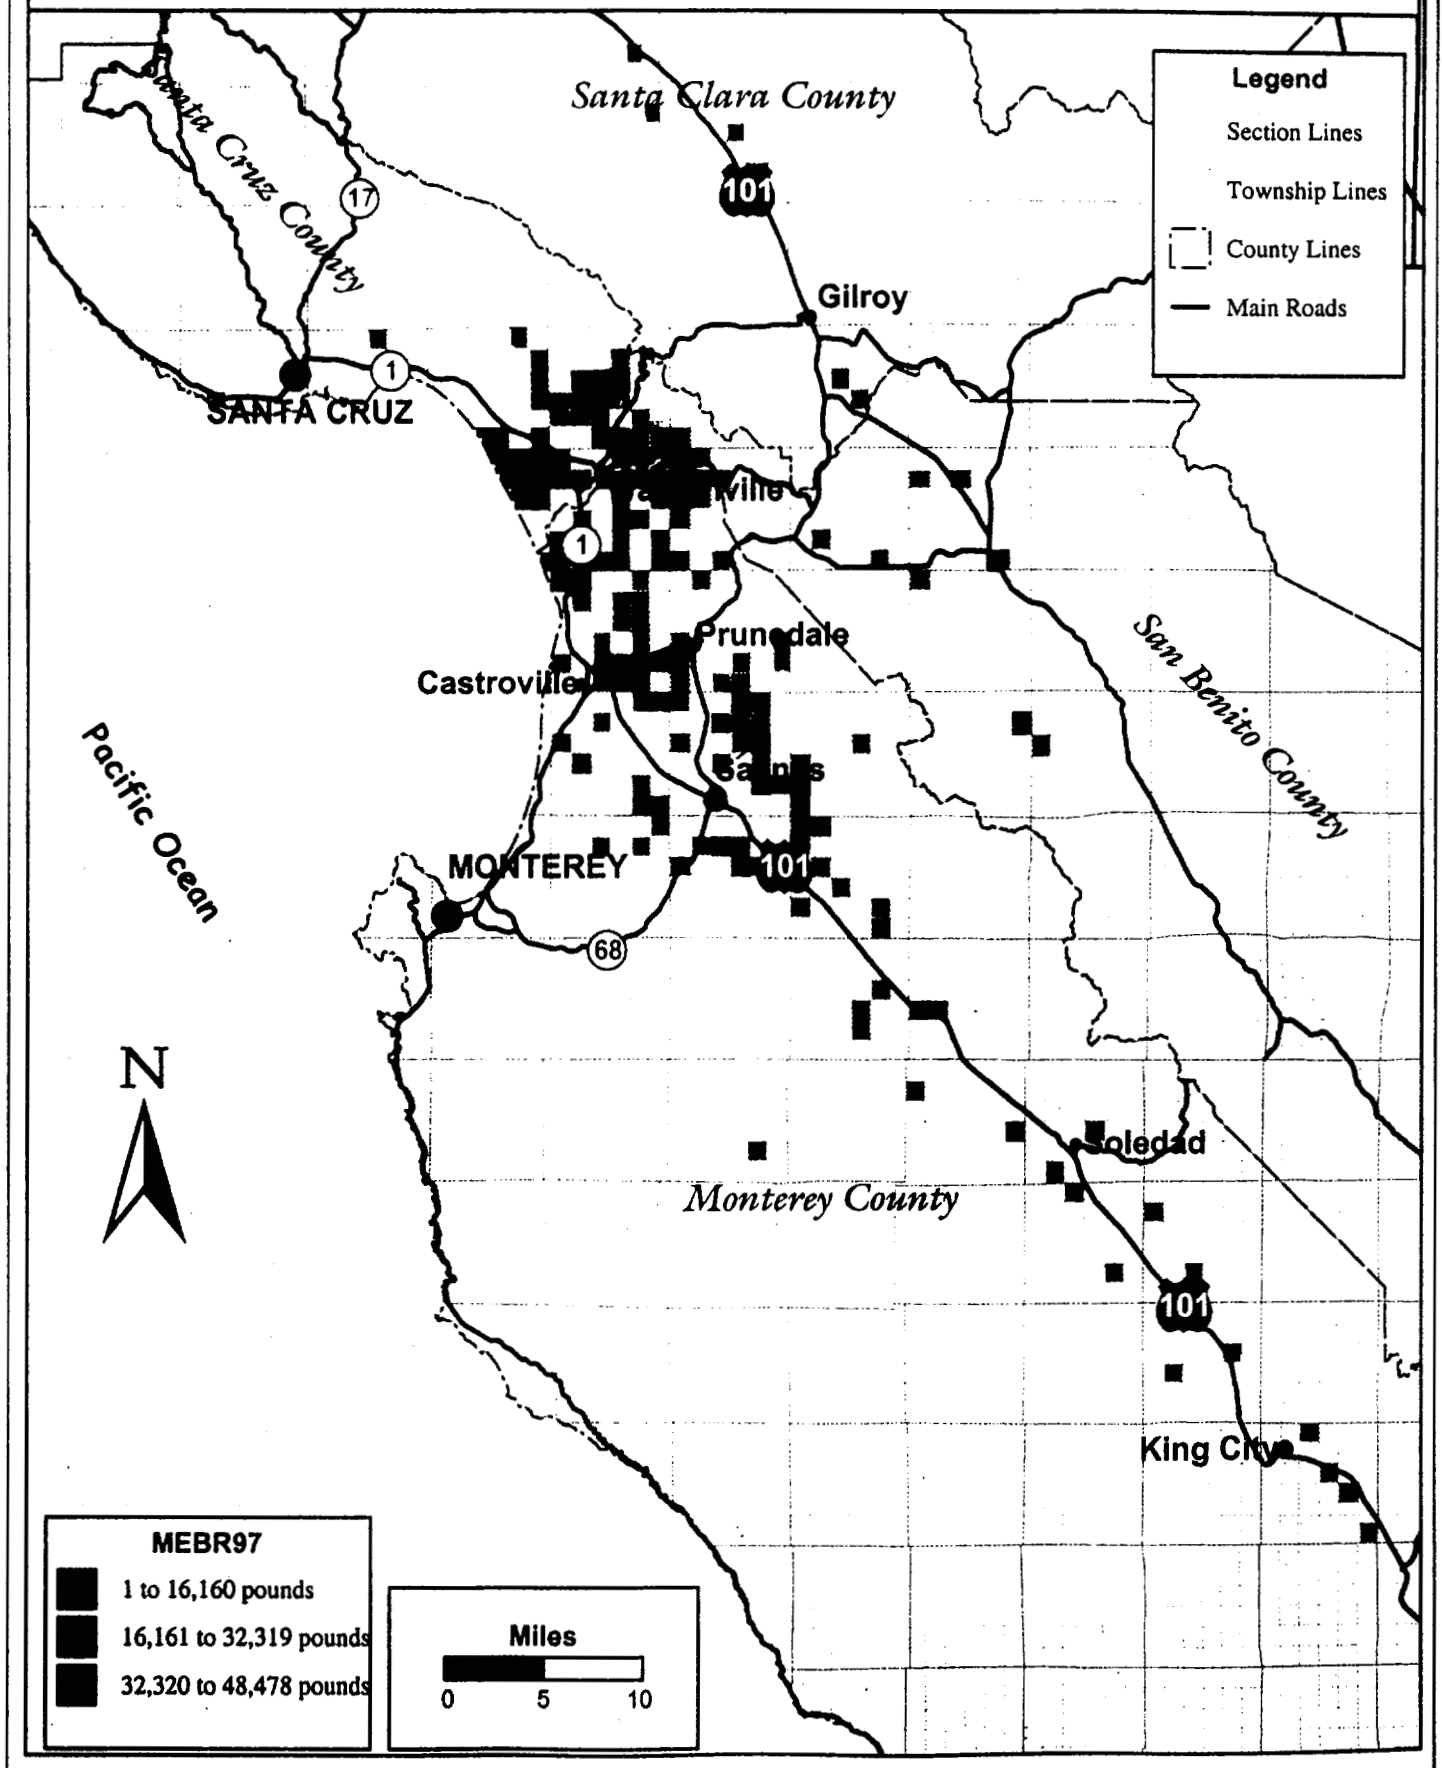 Legend
Section Lines
Township Lines
County Lines
Main Roads
Santa Clara County
Santa Cruz County
17
101
Gilroy
1
SANTA CRUZ
1
Prunedale
Castroville
San Benito County
Pacific Ocean
Salinas
101
MONTEREY
68
N
Soledad
Monterey County
101
King City
MEBR97
1 to 16,160 pounds
16,161 to 32,319 pounds
32,320 to 48,478 pounds
Miles
0 5 10